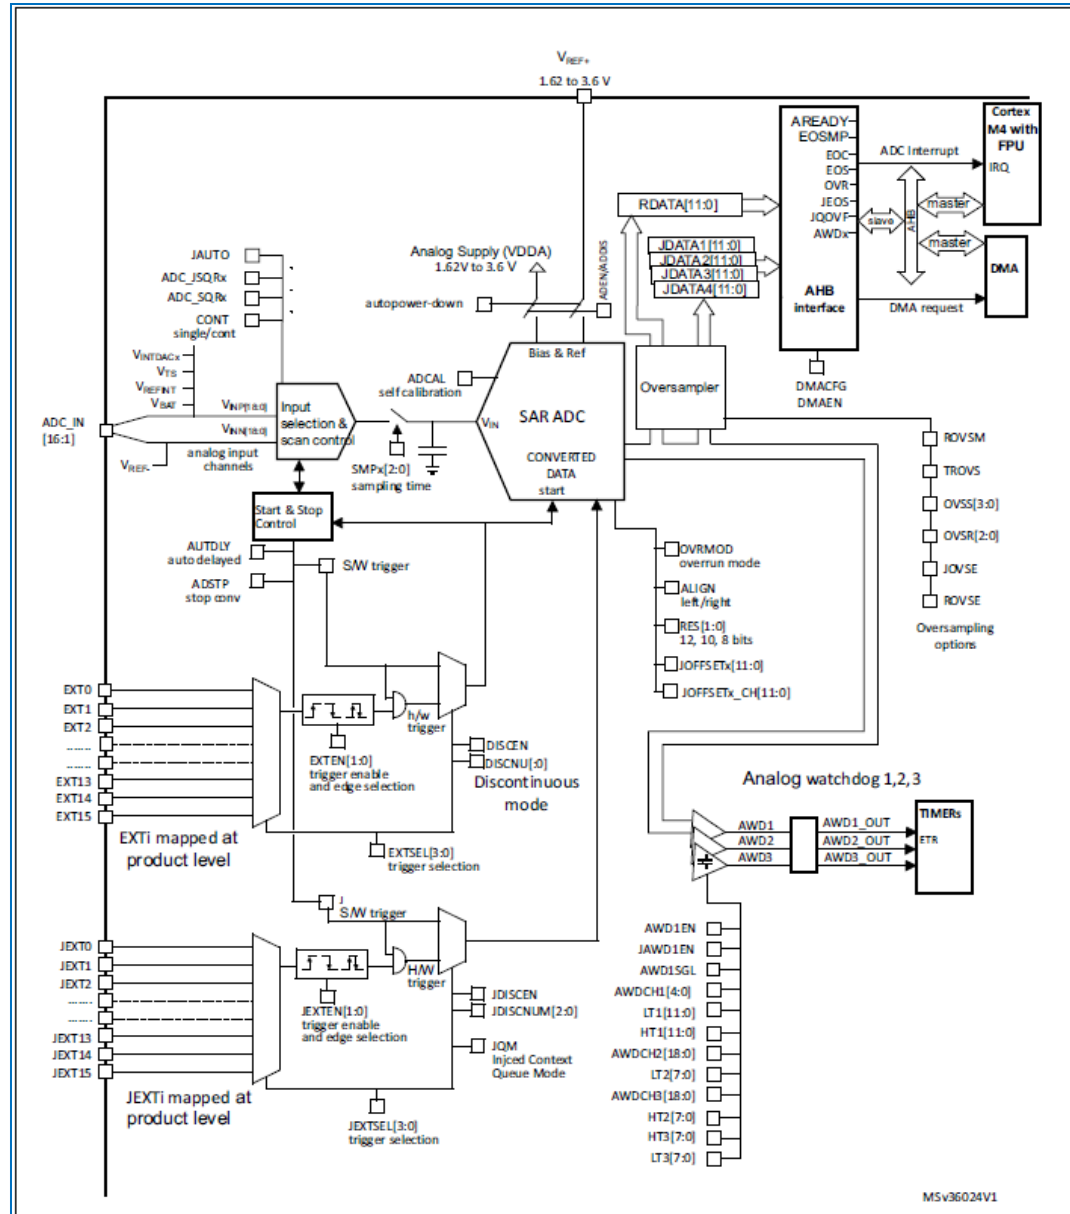 VREF+
1.62 to 3.6 V
AREADY
EOSMP
EOC
EOS
OVR
JEOS
JQOVF
AWDx
AHB
interface
ADC Interrupt
Cortex
M4 with
FPU
IRQ
slave
AHB
master
master
DMA
DMA request
DMACFG
DMAEN
RDATA[11:0]
JDATA1[11:0]
JDATA2[11:0]
JDATA3[11:0]
JDATA4[11:0]
Analog Supply (VDDA)
1.62V to 3.6 V
ADEN/ADDIS
autopower-down
JAUTO
ADC_JSQRx
ADC_SQRx
CONT
single/cont
VINTDACx
VTS
VREFINT
VBAT
ADC_IN
[16:1]
VREF-
VINP[18:0]
VINN[18:0]
analog input
channels
Input
selection &
scan control
ADCAL
self calibration
SMPx[2:0]
sampling time
Bias & Ref
VIN
SAR ADC
CONVERTED
DATA
start
Oversampler
ROVSM
TROVS
OVSS[3:0]
OVSR[2:0]
JOVSE
ROVSE
Oversampling
options
Start & Stop
Control
AUTDLY
auto delayed
ADSTP
stop conv
S/W trigger
OVRMOD
overrun mode
ALIGN
left/right
RES[1:0]
12, 10, 8 bits
JOFFSETx[11:0]
JOFFSETx_CH[11:0]
EXT0
EXT1
EXT2
........
........
EXT13
EXT14
EXT15
EXTi mapped at
product level
EXTEN[1:0]
trigger enable
and edge selection
h/w
trigger
DISCEN
DISCNU[:0]
Discontinuous
mode
EXTSEL[3:0]
trigger selection
Analog watchdog 1,2,3
AWD1
AWD2
AWD3
AWD1_OUT
AWD2_OUT
AWD3_OUT
TIMERs
ETR
J
S/W trigger
JEXT0
JEXT1
JEXT2
.......
.......
JEXT13
JEXT14
JEXT15
JEXTi mapped at
product level
JEXTEN[1:0]
trigger enable
and edge selection
H/W
trigger
JDISCEN
JDISCNUM[2:0]
JQM
Injced Context
Queue Mode
JEXTSEL[3:0]
trigger selection
AWD1EN
JAWD1EN
AWD1SGL
AWDCH1[4:0]
LT1[11:0]
HT1[11:0]
AWDCH2[18:0]
LT2[7:0]
AWDCH3[18:0]
HT2[7:0]
HT3[7:0]
LT3[7:0]
MSv36024V1